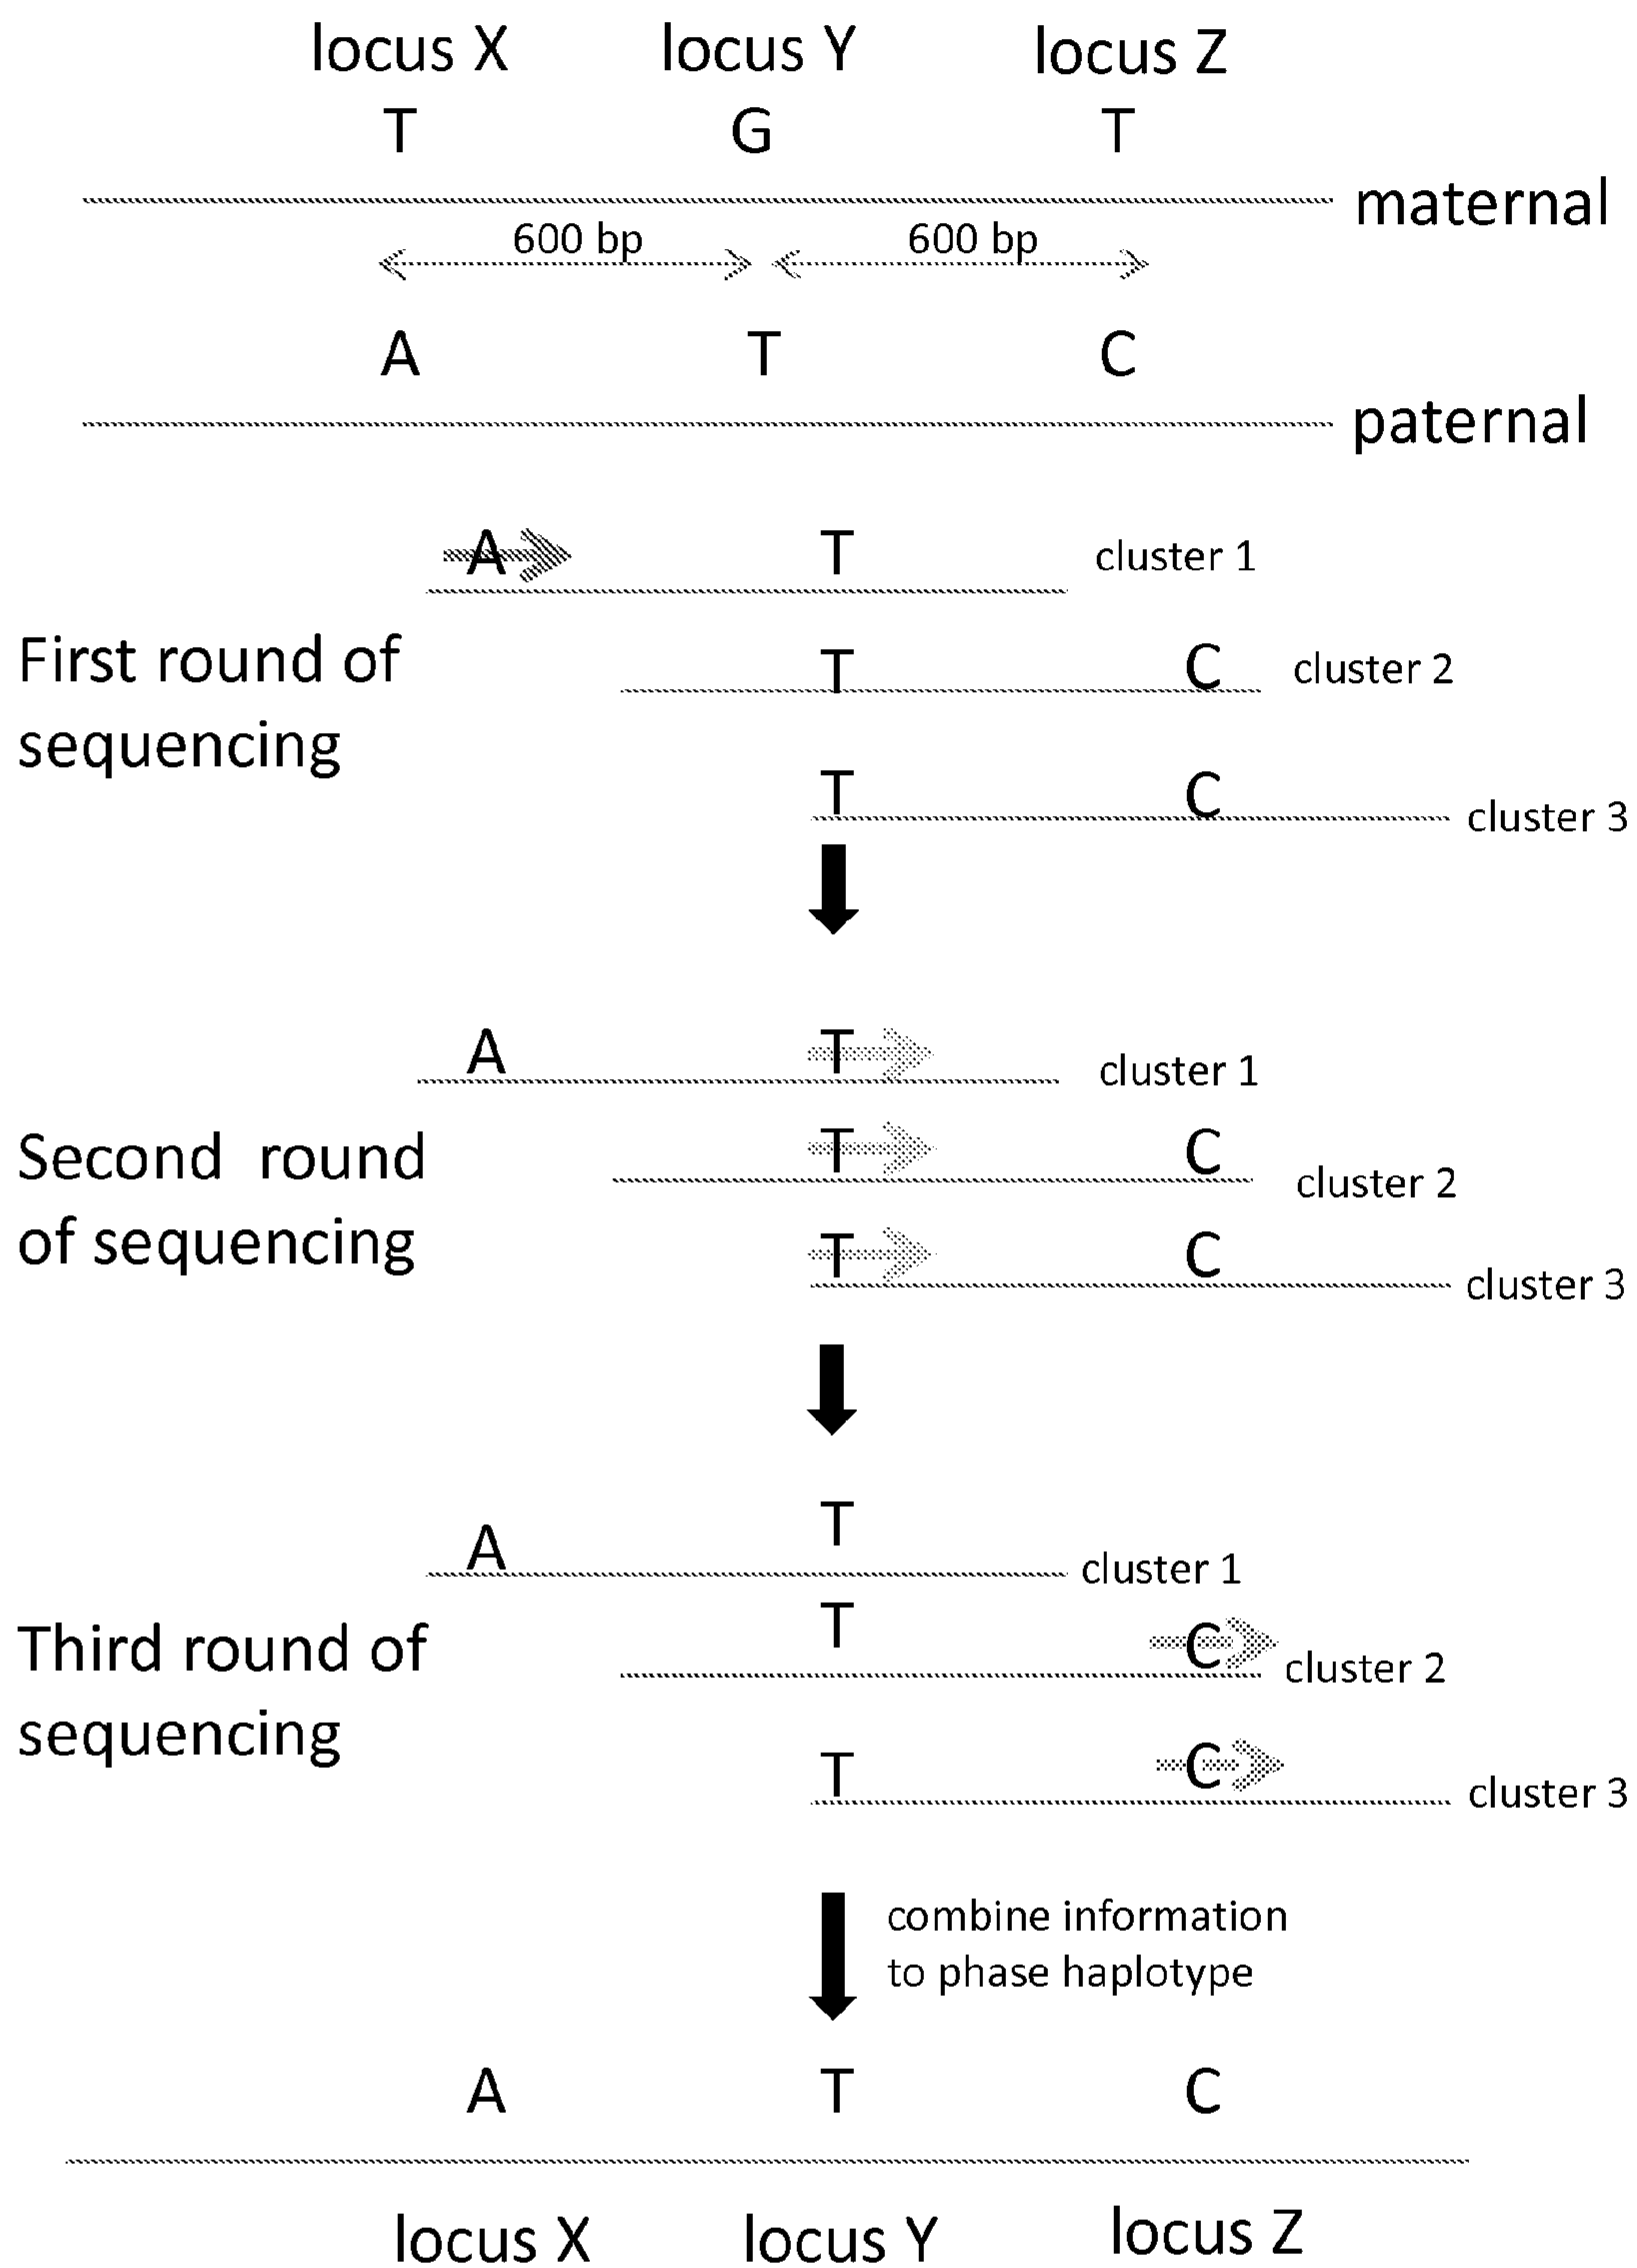 locus X locus Y locus Z
T G T
maternal
600 bp 600 bp
A T C
paternal
A T cluster 1
First round of
sequencing
T C cluster 2
T C cluster 3
A T cluster 1
Second round
of sequencing
T C cluster 2
T C cluster 3
A T cluster 1
Third round of
sequencing
T C cluster 2
T C cluster 3
combine information
to phase haplotype
A T C
locus X locus Y locus Z